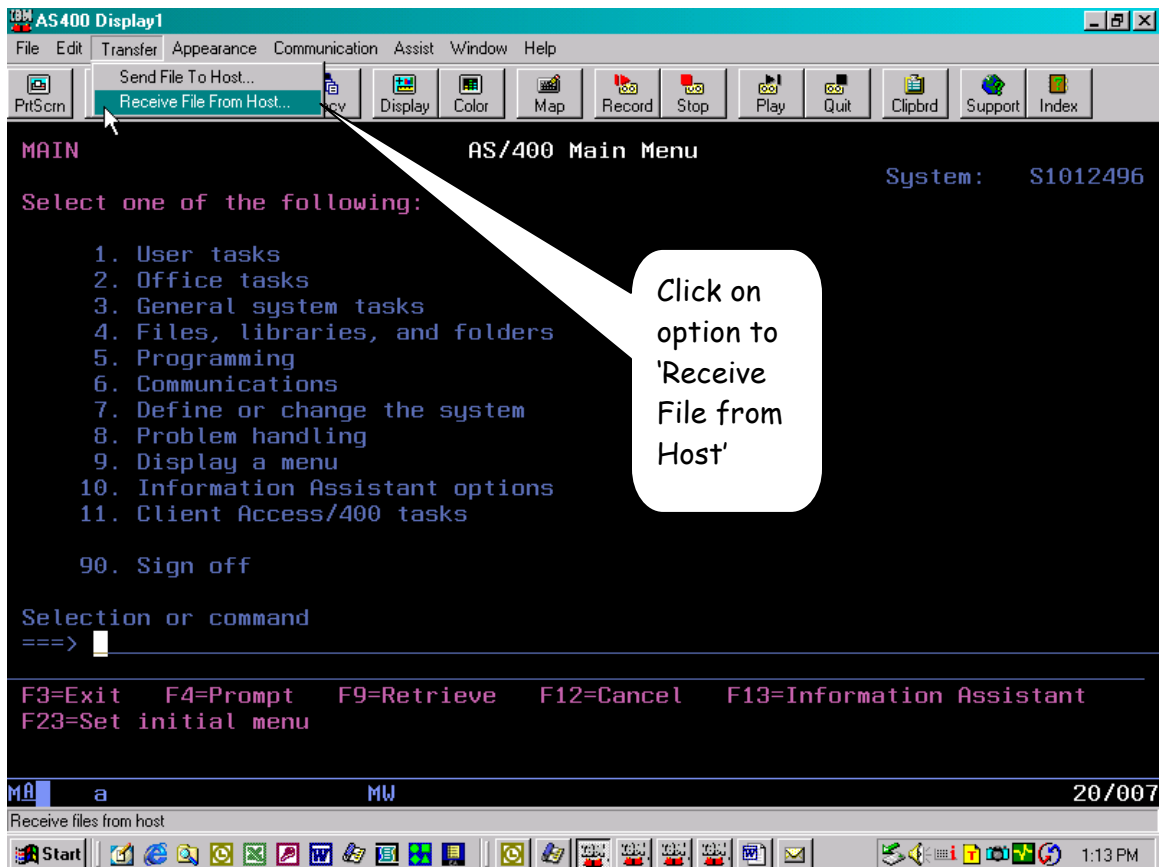 AS400 Display1
File Edit Transfer Appearance Communication Assist Window Help
Send File To Host...
Receive File From Host...
PrtScrn Display Color Map Record Stop Play Quit Clipbrd Support Index
MAIN AS/400 Main Menu
System: S1012496
Select one of the following:
1. User tasks
2. Office tasks
3. General system tasks
4. Files, libraries, and folders
5. Programming
6. Communications
7. Define or change the system
8. Problem handling
9. Display a menu
10. Information Assistant options
11. Client Access/400 tasks
90. Sign off
Click on
option to
‘Receive
File from
Host’
Selection or command
===>
F3=Exit F4=Prompt F9=Retrieve F12=Cancel F13=Information Assistant
F23=Set initial menu
MA a MW 20/007
Receive files from host
Start 1:13 PM